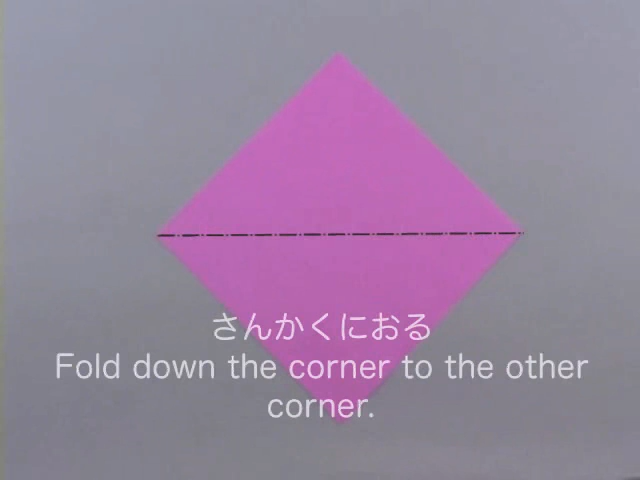 さんかくにおる
Fold down the corner to the other
corner.